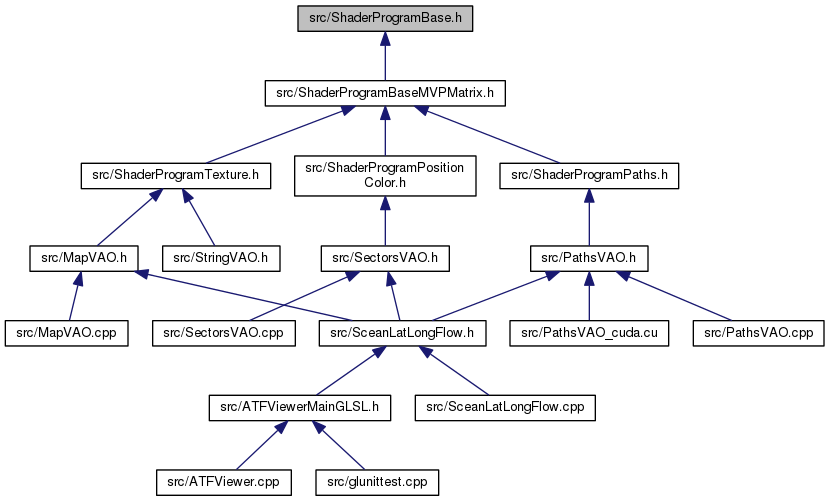 src/ShaderProgramBase.h
src/ShaderProgramBaseMVPMatrix.h
src/ShaderProgramTexture.h
src/ShaderProgramPosition
Color.h
src/ShaderProgramPaths.h
src/MapVAO.h
src/StringVAO.h
src/SectorsVAO.h
src/PathsVAO.h
src/MapVAO.cpp
src/SectorsVAO.cpp
src/SceanLatLongFlow.h
src/PathsVAO_cuda.cu
src/PathsVAO.cpp
src/ATFViewerMainGLSL.h
src/SceanLatLongFlow.cpp
src/ATFViewer.cpp
src/glunittest.cpp